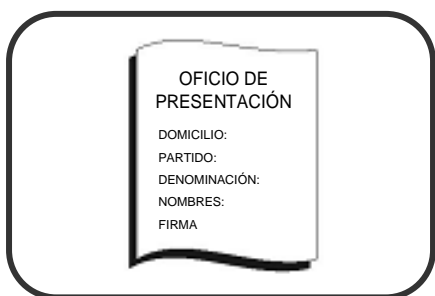 OFICIO DE
PRESENTACIÓN
DOMICILIO:
PARTIDO:
DENOMINACIÓN:
NOMBRES:
FIRMA